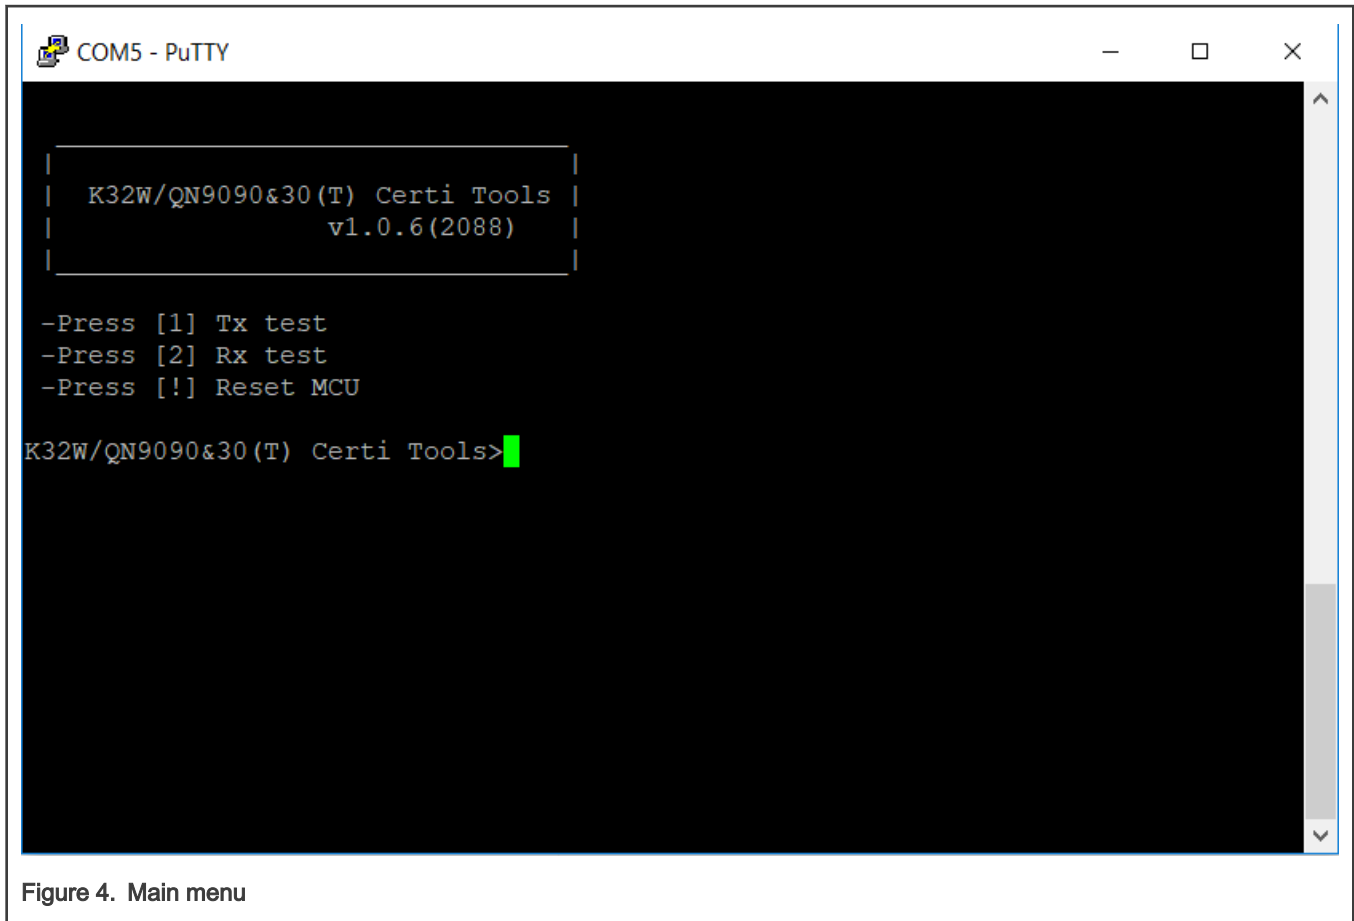 COM5 - PuTTY
K32W/QN9090&30(T) Certi Tools
v1.0.6(2088)
-Press [1] Tx test
-Press [2] Rx test
-Press [!] Reset MCU
K32W/QN9090&30(T) Certi Tools>
Figure 4. Main menu